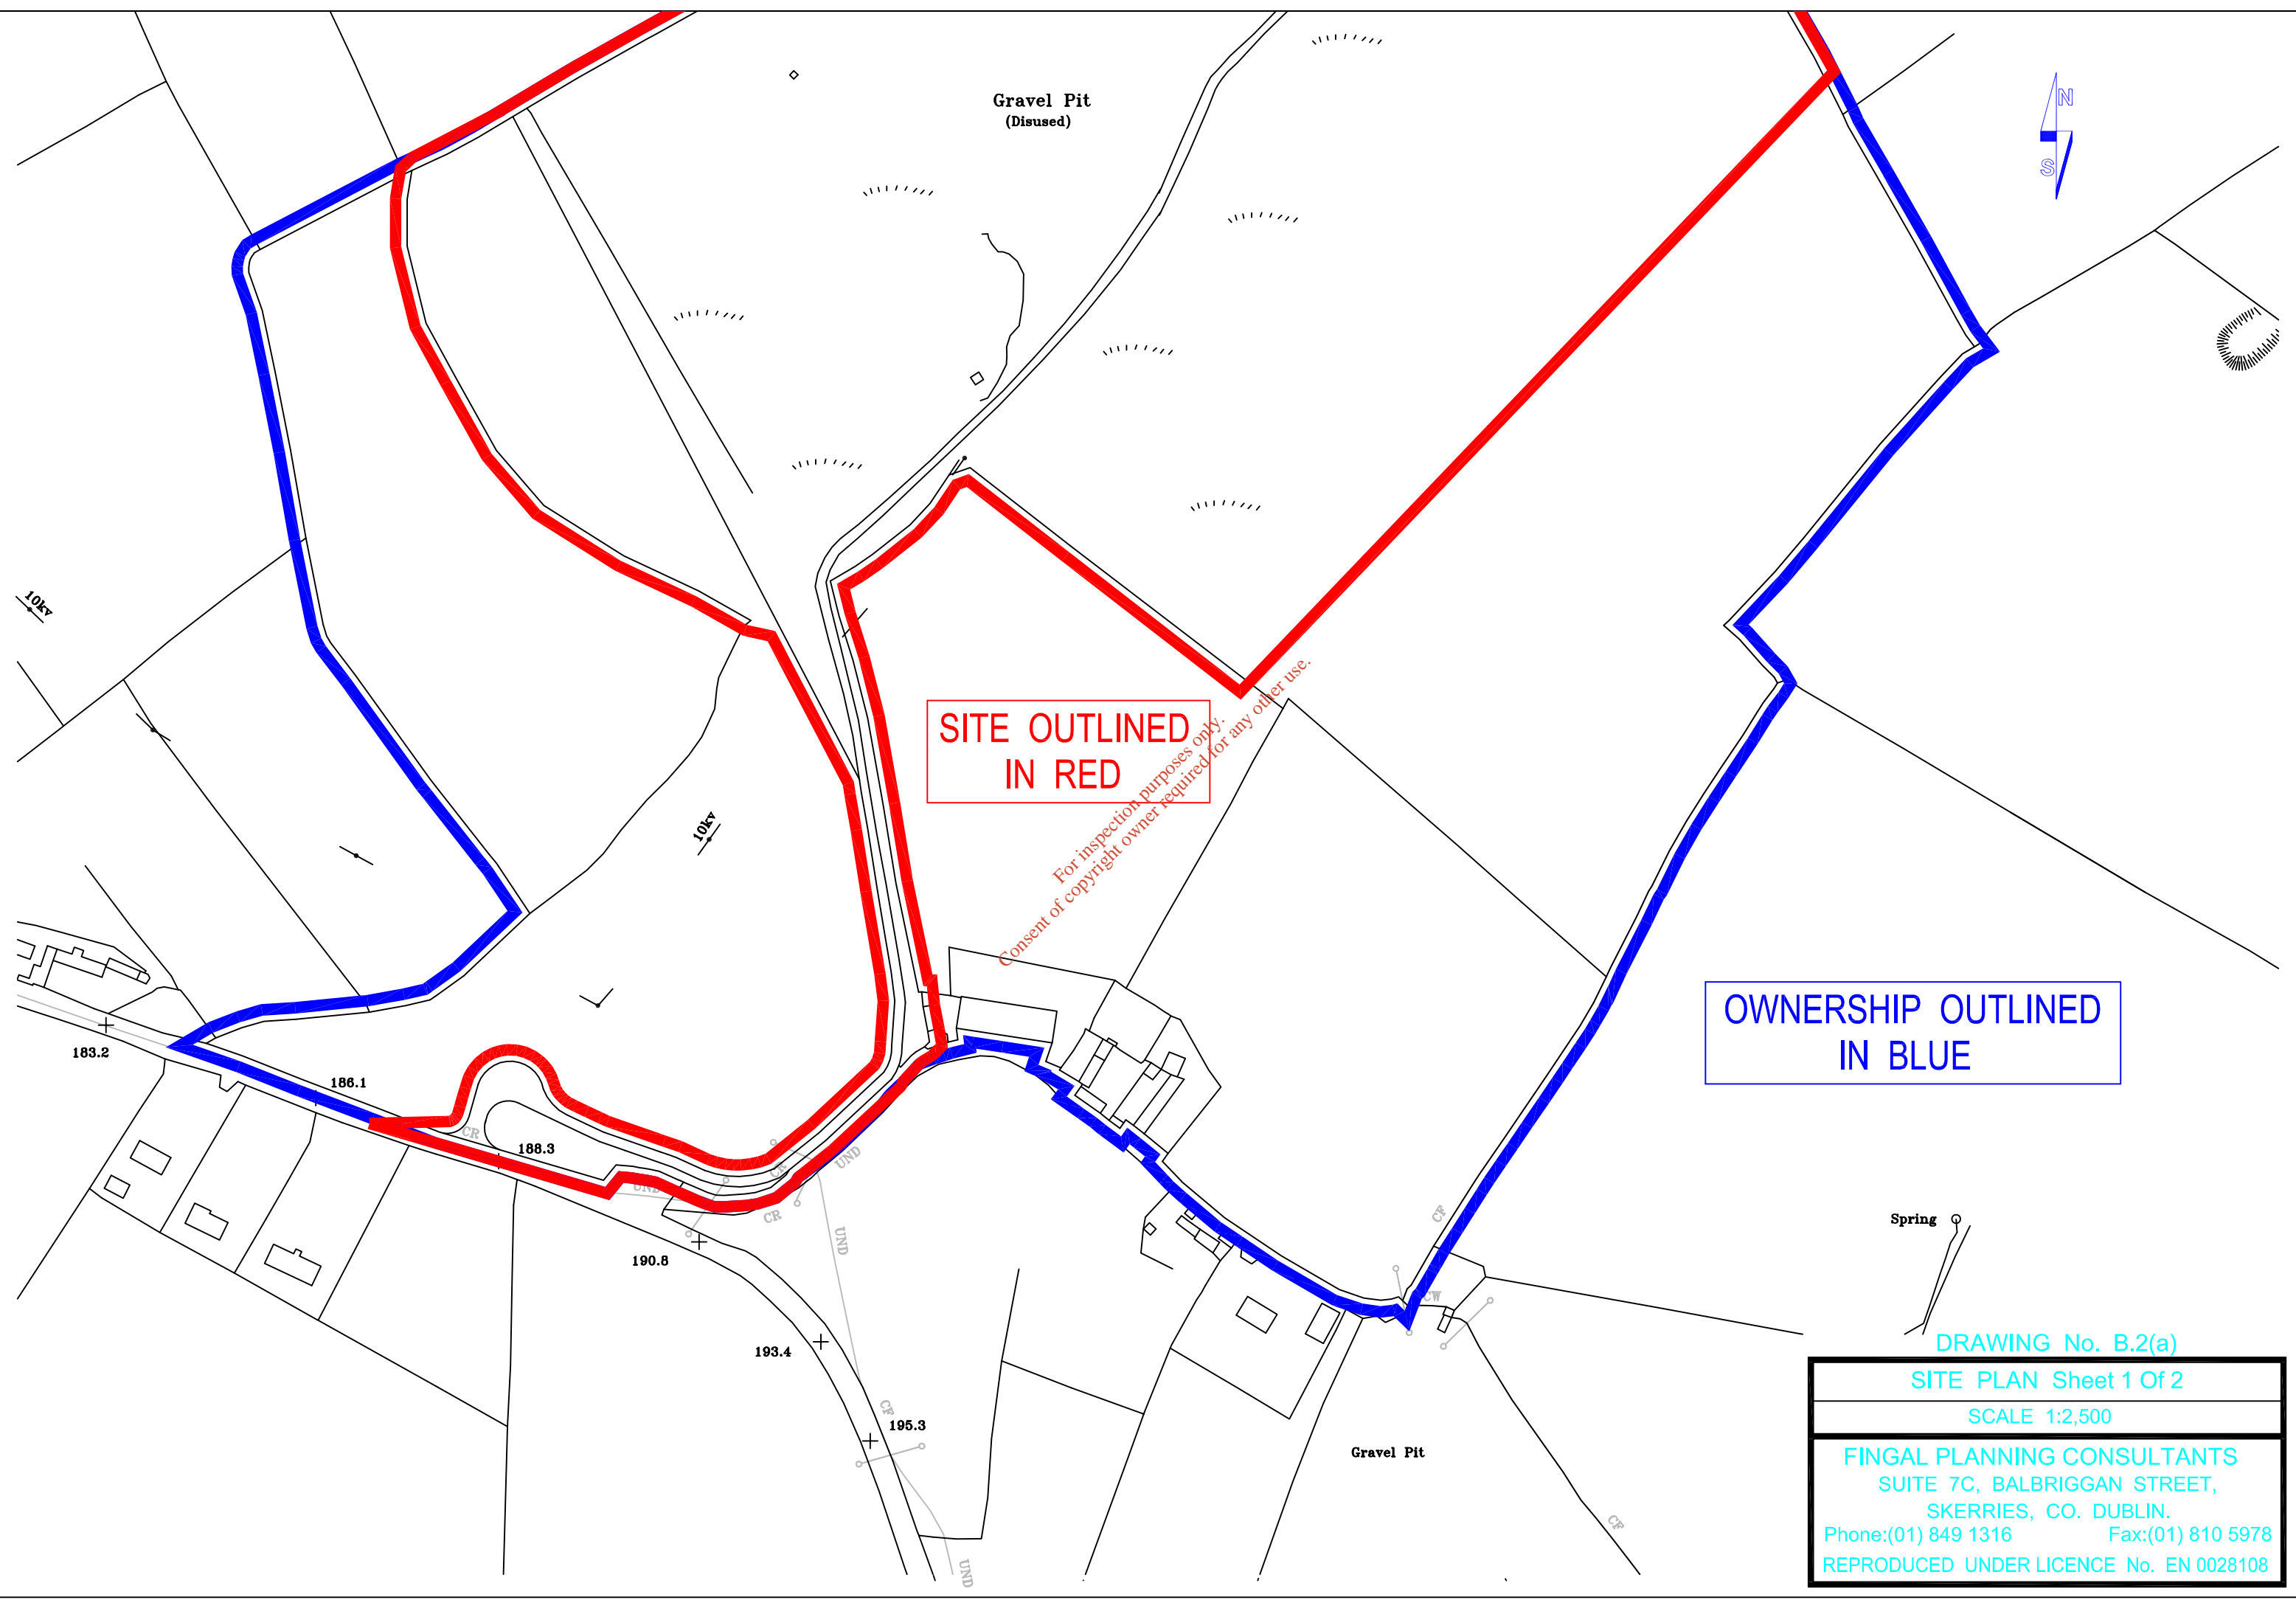 Gravel Pit
(Disused)
N
S
10kv
SITE OUTLINED
IN RED
For inspection purposes only.
Consent of copyright owner required for any other use.
10kv
OWNERSHIP OUTLINED
IN BLUE
183.2
186.1
CR
188.3
CR
UND
UND
CR
UND
190.8
CF
Spring
CW
193.4
CF
195.3
Gravel Pit
CF
UND
DRAWING No. B.2(a)
SITE PLAN Sheet 1 Of 2
SCALE 1:2,500
FINGAL PLANNING CONSULTANTS
SUITE 7C, BALBRIGGAN STREET,
SKERRIES, CO. DUBLIN.
Phone:(01) 849 1316 Fax:(01) 810 5978
REPRODUCED UNDER LICENCE No. EN 0028108